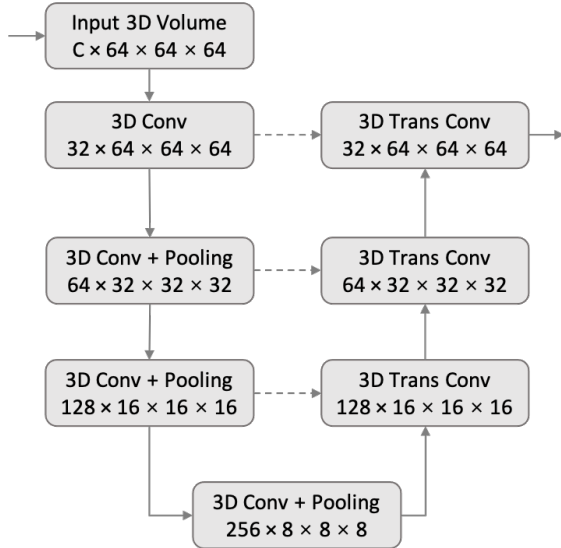 Input 3D Volume
C × 64 × 64 × 64
3D Conv
32 × 64 × 64 × 64
3D Trans Conv
32 × 64 × 64 × 64
3D Conv + Pooling
64 × 32 × 32 × 32
3D Trans Conv
64 × 32 × 32 × 32
3D Conv + Pooling
128 × 16 × 16 × 16
3D Trans Conv
128 × 16 × 16 × 16
3D Conv + Pooling
256 × 8 × 8 × 8